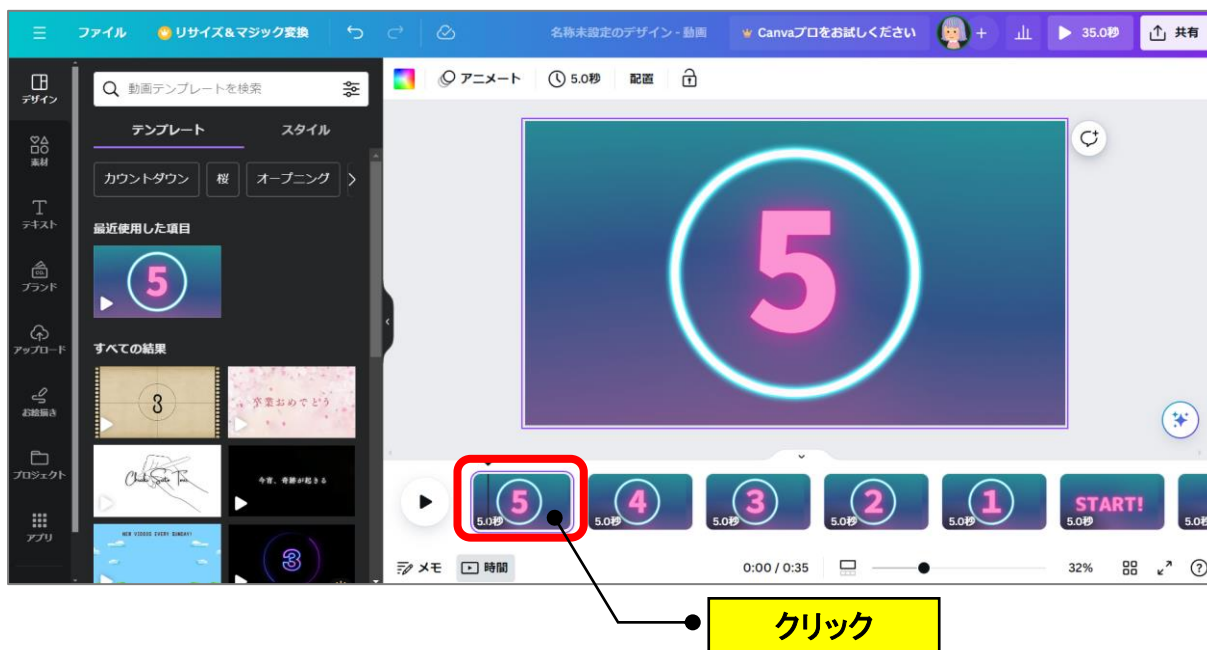 ファイル
リサイズ&マジック変換
名称未設定のデザイン - 動画
Canvaプロをお試しください
+
35.0秒
共有
デザイン
素材
テキスト
ブランド
アップロード
お絵描き
プロジェクト
アプリ
動画テンプレートを検索
テンプレート
スタイル
カウントダウン
桜
オープニング
最近使用した項目
5
すべての結果
3
卒業おめでとう
今宵、奇跡が起きる
NEW VIDEOS EVERY SUNDAY!
3
アニメート
5.0秒
配置
5
5
5.0秒
4
5.0秒
3
5.0秒
2
5.0秒
1
5.0秒
START!
5.0秒
メモ
時間
0:00 / 0:35
32%
クリック